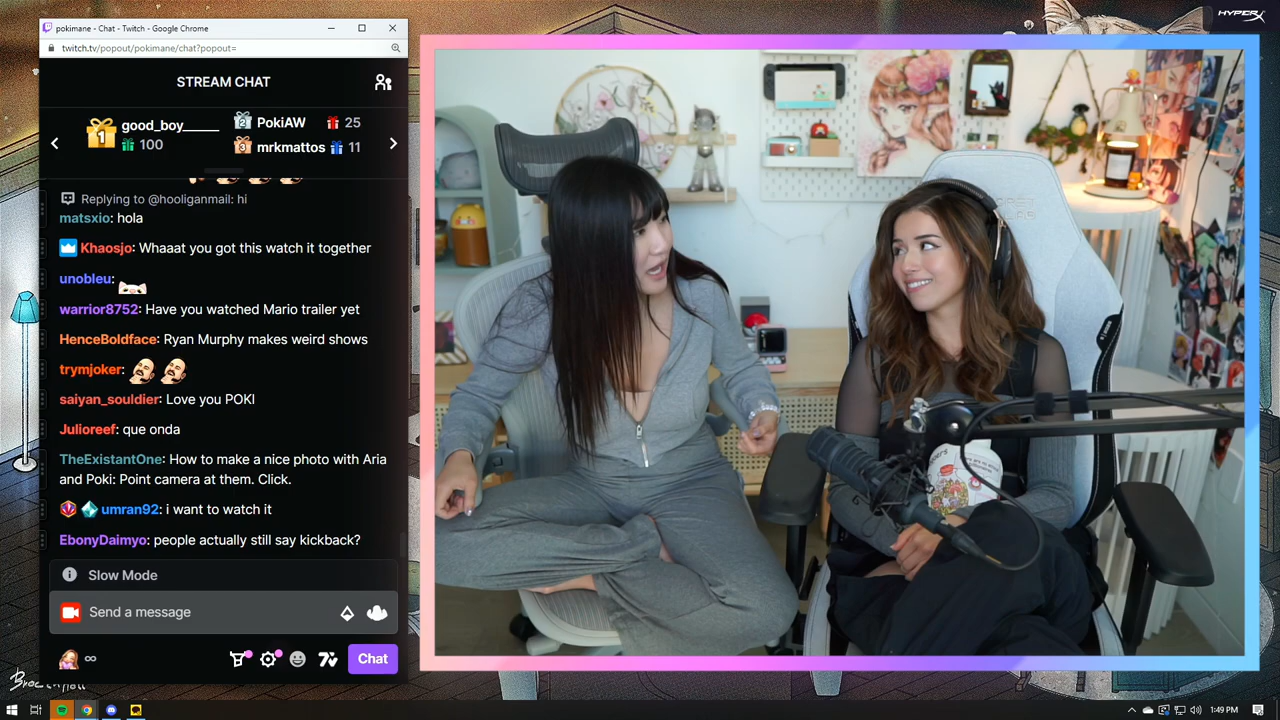 pokimane - Chat - Twitch - Google Chrome
twitch.tv/popout/pokimane/chat?popout=
STREAM CHAT
1 good_boy_____ 100
2 PokiAW 25
3 mrkmattos 11
Replying to @hooliganmail: hi
matsxio: hola
Khaosjo: Whaaat you got this watch it together
unobleu:
warrior8752: Have you watched Mario trailer yet
HenceBoldface: Ryan Murphy makes weird shows
trymjoker:
saiyan_souldier: Love you POKI
Julioreef: que onda
TheExistantOne: How to make a nice photo with Aria
and Poki: Point camera at them. Click.
umran92: i want to watch it
EbonyDaimyo: people actually still say kickback?
Slow Mode
Send a message
∞
Chat
HYPERX
1:49 PM